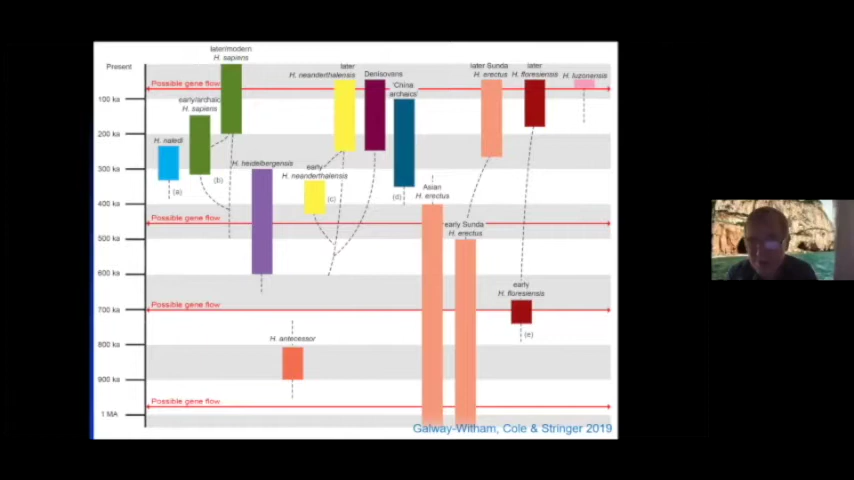 later/modern
H. sapiens
Present
later
H. neanderthalensis
Denisovans
later Sunda
H. erectus
later
H. floresiensis
H. luzonensis
Possible gene flow
'China
archaics'
100 ka
early/archaic
H. sapiens
200 ka
H. naledi
H. heidelbergensis
early
H. neanderthalensis
300 ka
(a)
(b)
(c)
(d)
Asian
H. erectus
400 ka
Possible gene flow
early Sunda
H. erectus
500 ka
600 ka
early
H. floresiensis
Possible gene flow
700 ka
(e)
H. antecessor
800 ka
900 ka
Possible gene flow
1 MA
Galway-Witham, Cole & Stringer 2019